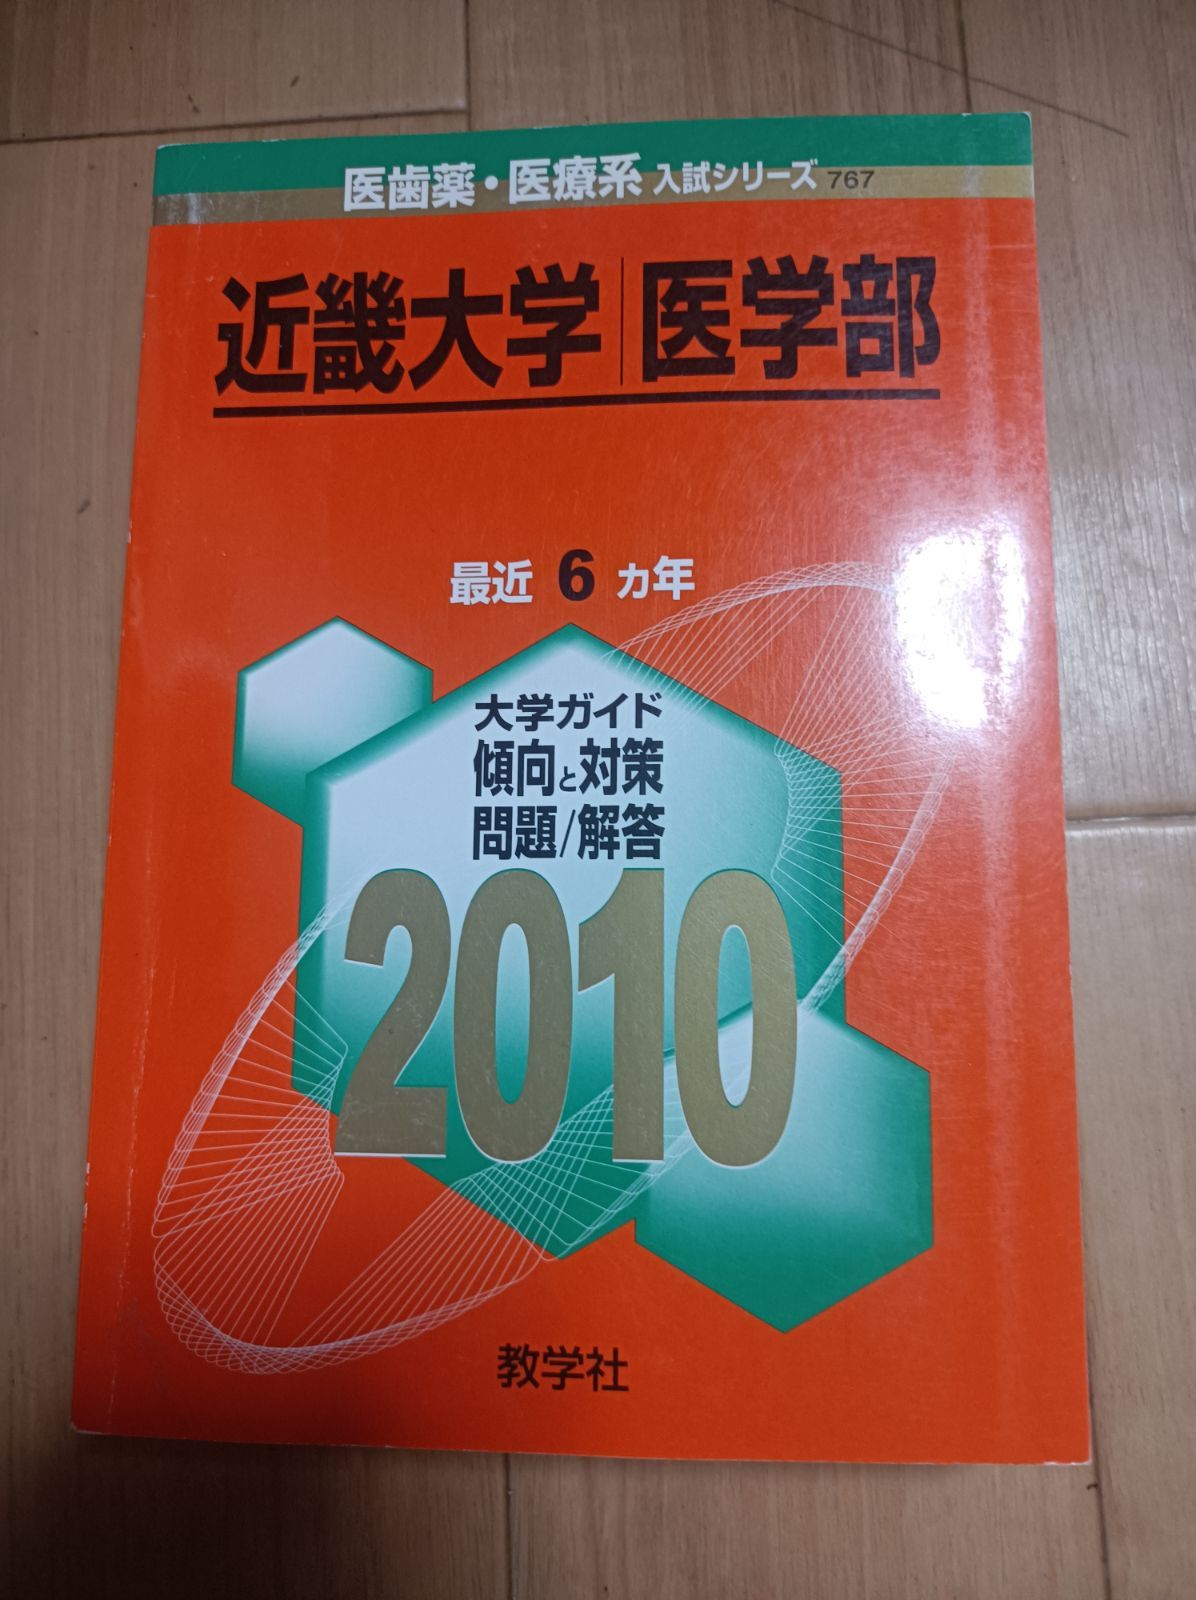 医歯薬・医療系 入試シリーズ 767
近畿大学 医学部
最近 6 カ年
大学ガイド
傾向と対策
問題/解答
2010
教学社